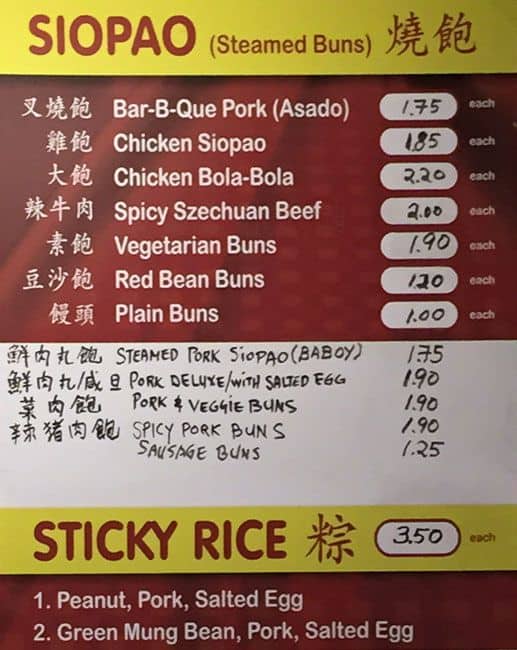 SIOPAO (Steamed Buns) 燒飽
叉燒飽 Bar-B-Que Pork (Asado) 1.75 each
雞飽 Chicken Siopao 1.85 each
大飽 Chicken Bola-Bola 2.20 each
辣牛肉 Spicy Szechuan Beef 2.00 each
素飽 Vegetarian Buns 1.90 each
豆沙飽 Red Bean Buns 1.20 each
饅頭 Plain Buns 1.00 each
鮮肉丸飽 STEAMED PORK SIOPAO (BABOY) 1.75
鮮肉丸/咸旦 PORK DELUXE/WITH SALTED EGG 1.90
菜肉飽 PORK & VEGGIE BUNS 1.90
辣猪肉飽 SPICY PORK BUNS 1.90
SAUSAGE BUNS 1.25
STICKY RICE 粽 3.50 each
1. Peanut, Pork, Salted Egg
2. Green Mung Bean, Pork, Salted Egg